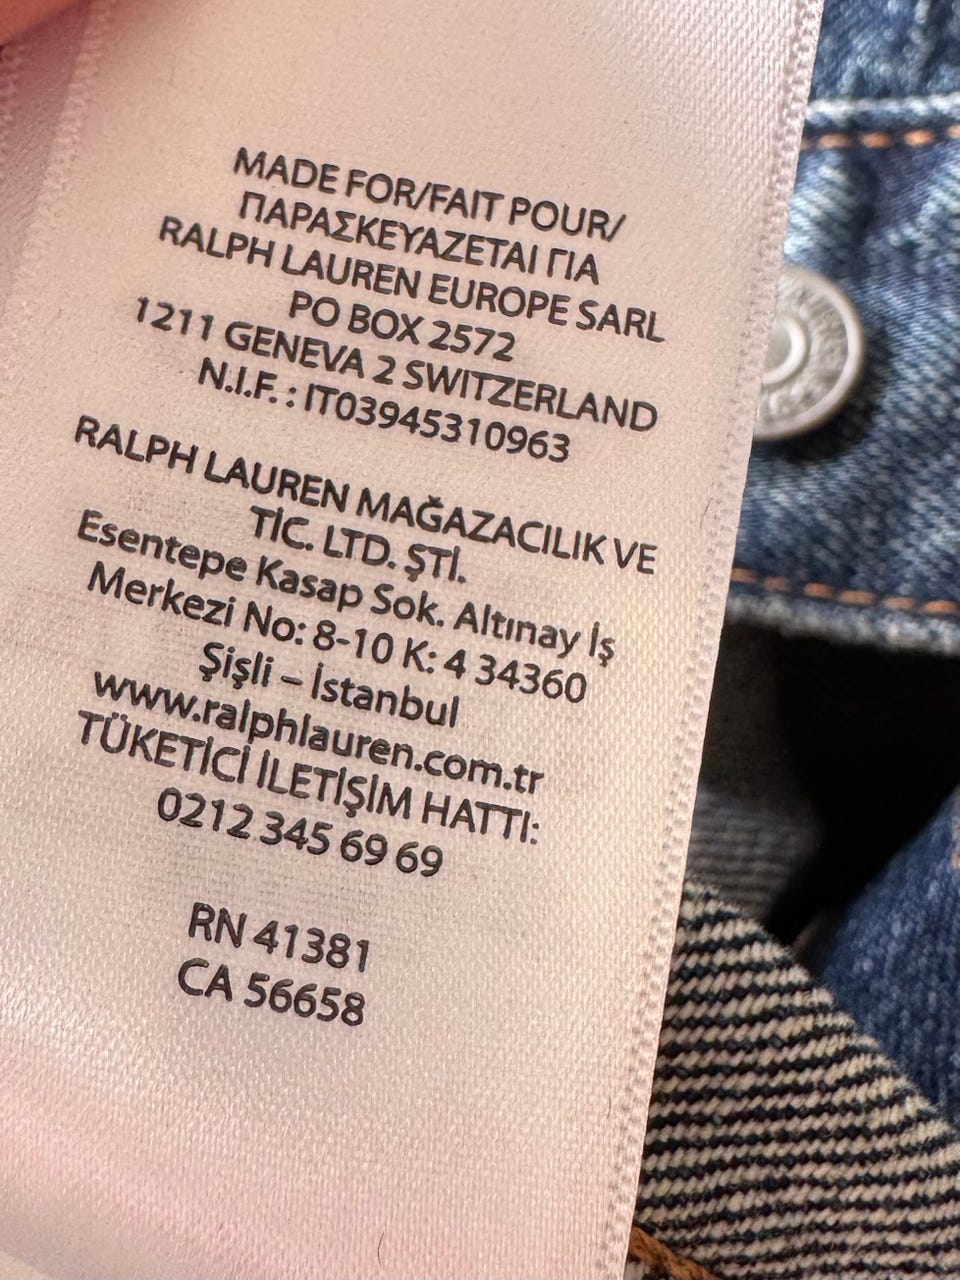 MADE FOR/FAIT POUR/
ΠΑΡΑΣΚΕΥΑΖΕΤΑΙ ΓΙΑ
RALPH LAUREN EUROPE SARL
PO BOX 2572
1211 GENEVA 2 SWITZERLAND
N.I.F. : IT03945310963
RALPH LAUREN MAĞAZACILIK VE
TİC. LTD. ŞTİ.
Esentepe Kasap Sok. Altınay İş
Merkezi No: 8-10 K: 4 34360
Şişli – İstanbul
www.ralphlauren.com.tr
TÜKETİCİ İLETİŞİM HATTI:
0212 345 69 69
RN 41381
CA 56658